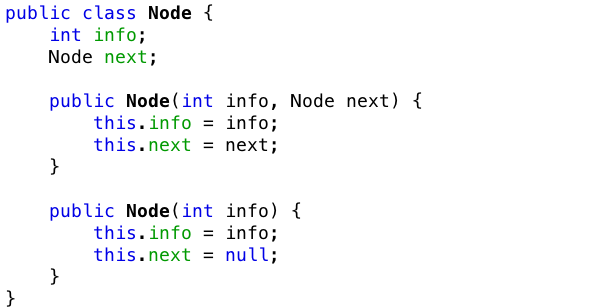 public class Node {
    int info;
    Node next;

    public Node(int info, Node next) {
        this.info = info;
        this.next = next;
    }

    public Node(int info) {
        this.info = info;
        this.next = null;
    }
}